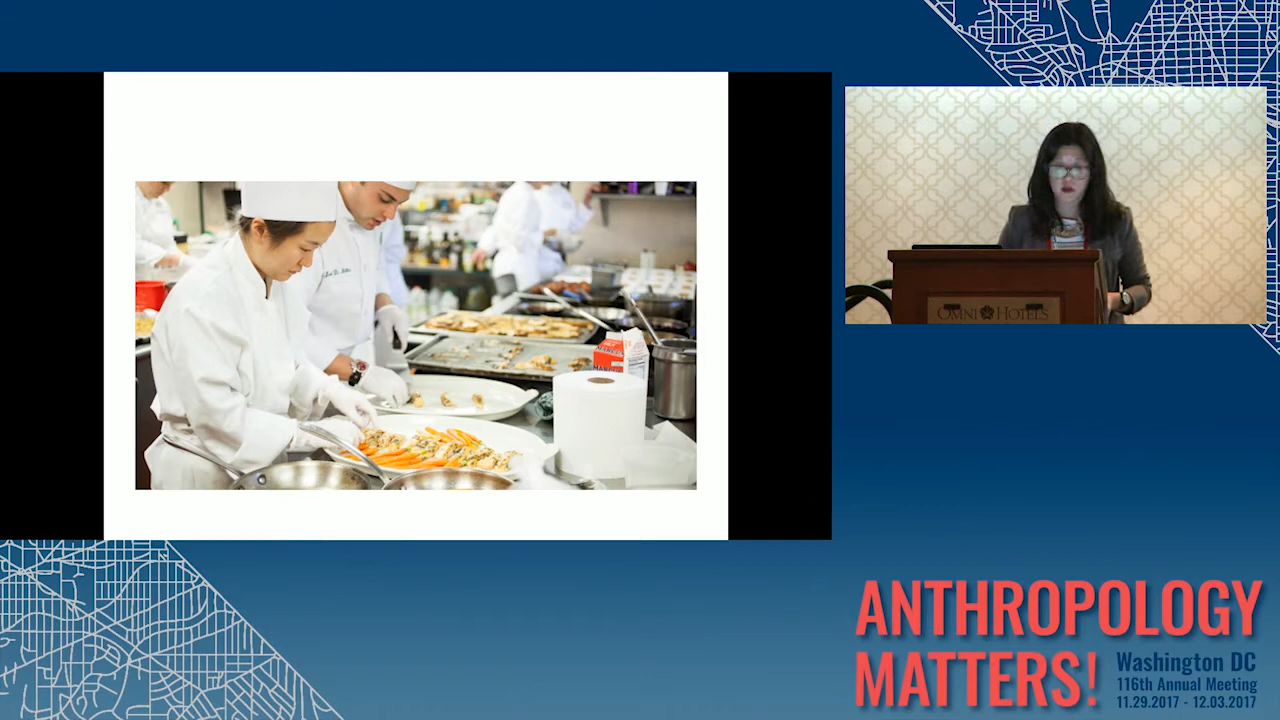 OMNI HOTELS
ANTHROPOLOGY
MATTERS!
Washington DC
116th Annual Meeting
11.29.2017 - 12.03.2017